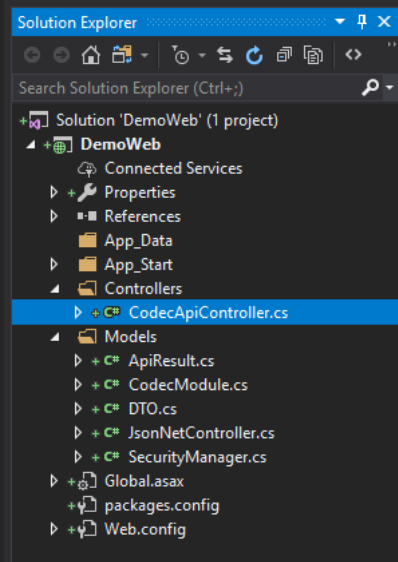 Solution Explorer
Search Solution Explorer (Ctrl+;)
Solution 'DemoWeb' (1 project)
DemoWeb
Connected Services
Properties
References
App_Data
App_Start
Controllers
C# CodecApiController.cs
Models
C# ApiResult.cs
C# CodecModule.cs
C# DTO.cs
C# JsonNetController.cs
C# SecurityManager.cs
Global.asax
packages.config
Web.config